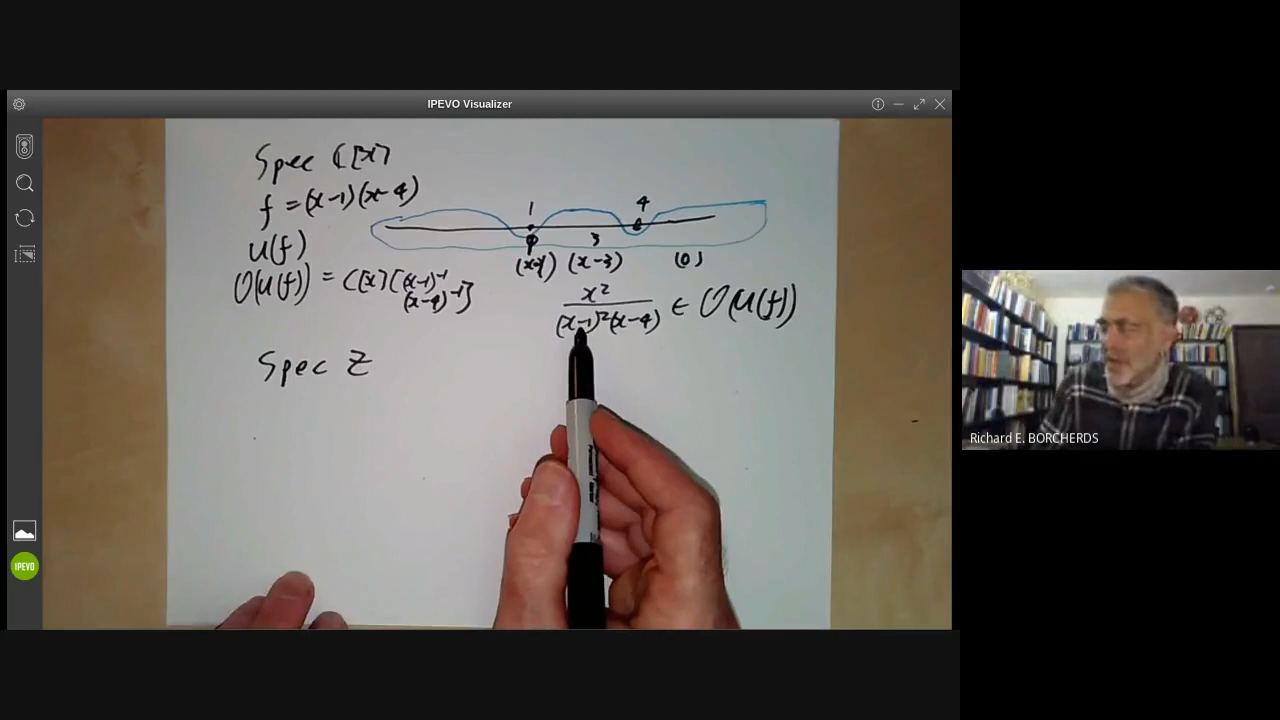 IPEVO Visualizer
Spec ℂ[x]
f = (x-1)(x-4)
U(f)
O(U(f)) = ℂ[x][(x-1)⁻¹
(x-4)⁻¹]
1 4
3
(x-1) (x-3) (0)
x²
(x-1)²(x-4) ∈ O(U(f))
Spec Z
Richard E. BORCHERDS
IPEVO